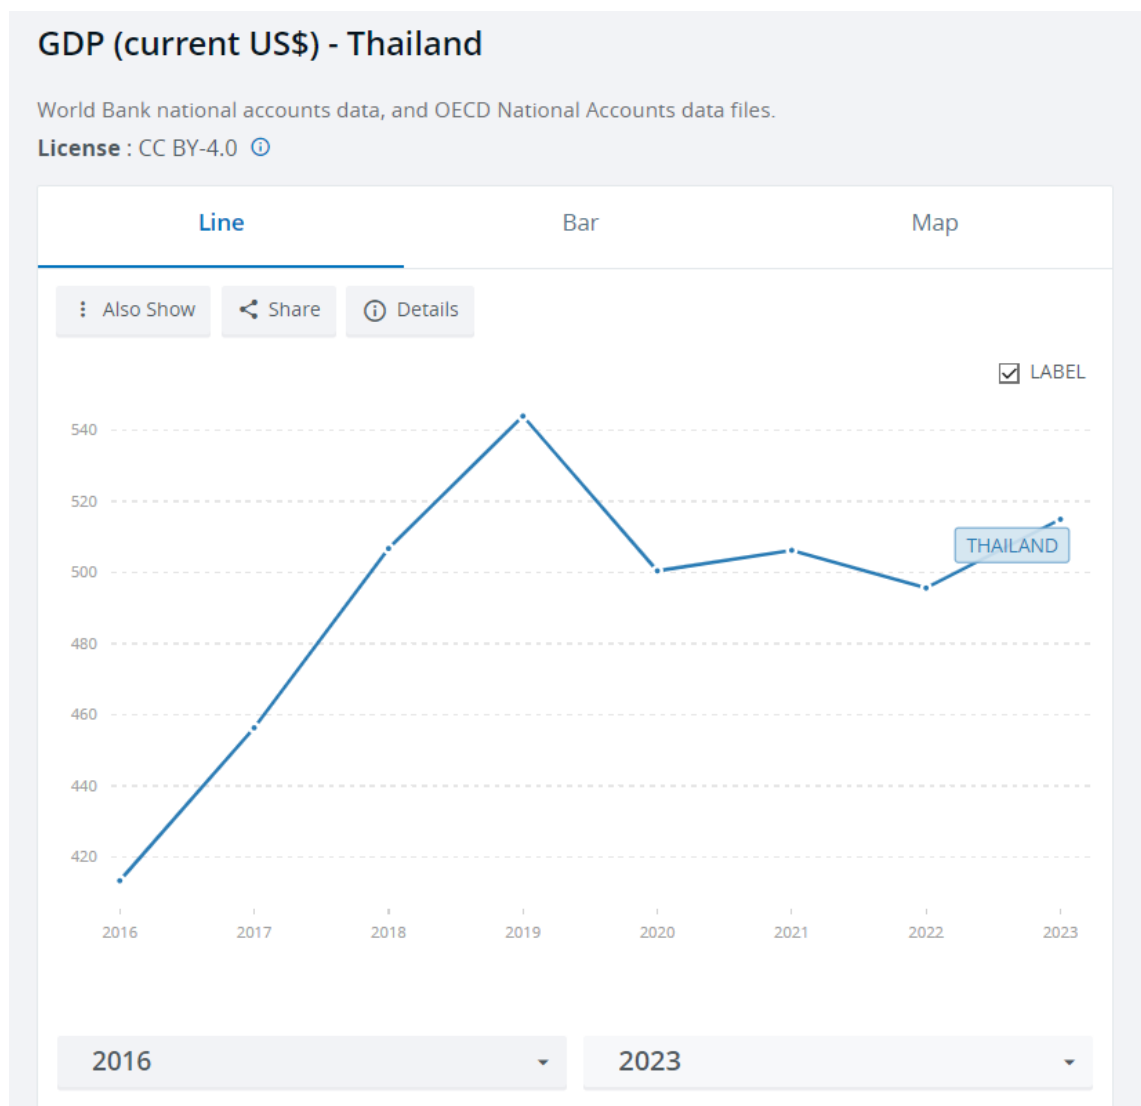 GDP (current US$) - Thailand
World Bank national accounts data, and OECD National Accounts data files.
License : CC BY-4.0
Line Bar Map
Also Show Share Details
LABEL
540
520
THAILAND
500
480
460
440
420
2016 2017 2018 2019 2020 2021 2022 2023
2016 2023